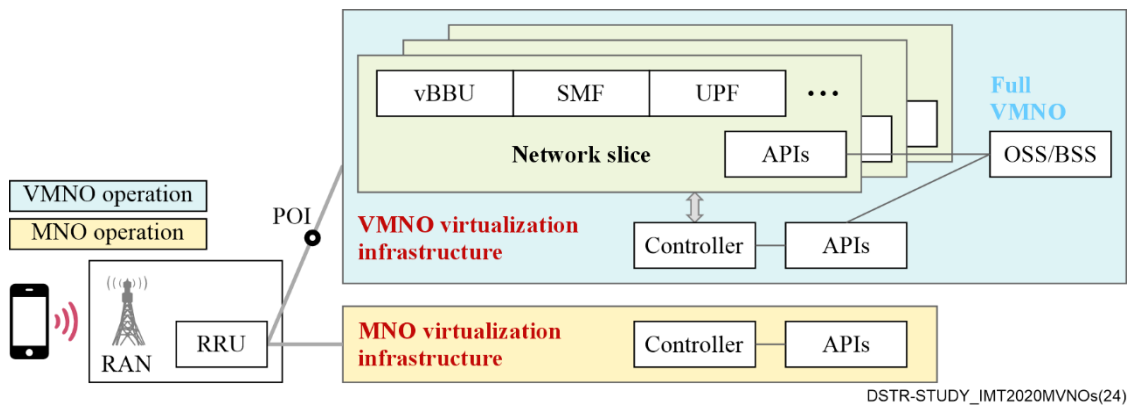 vBBU
SMF
UPF
•••
Network slice
APIs
Full
VMNO
OSS/BSS
VMNO operation
MNO operation
POI
VMNO virtualization
infrastructure
Controller
APIs
RAN
RRU
MNO virtualization
infrastructure
Controller
APIs
DSTR-STUDY_IMT2020MVNOs(24)